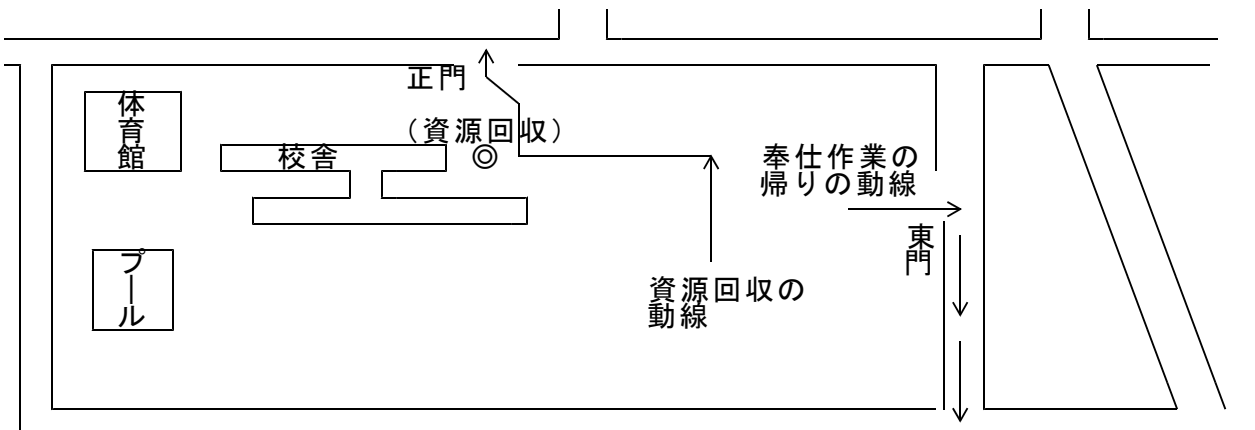 正門
体育館
(資源回収)
校舎
◎
奉仕作業の
帰りの動線
東門
プール
資源回収の
動線